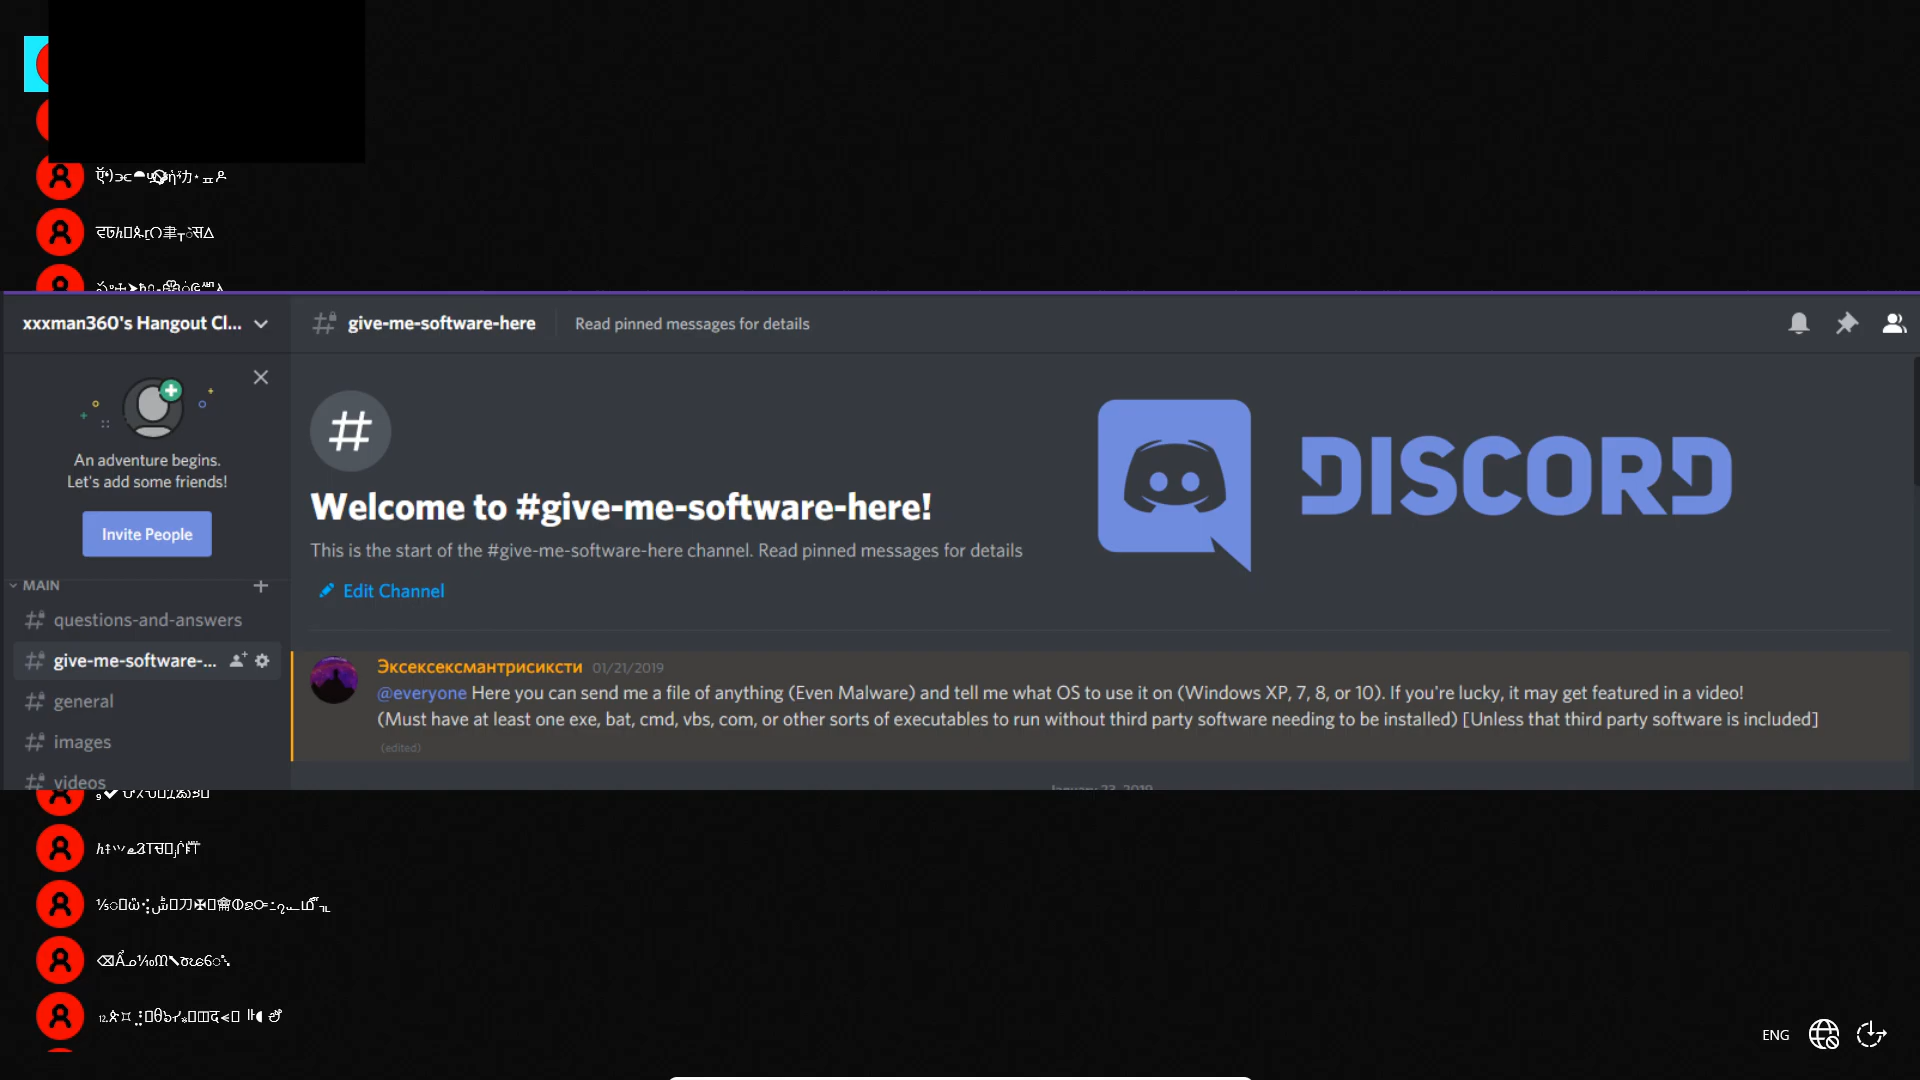 xxxman360's Hangout Cl...
give-me-software-here
Read pinned messages for details
An adventure begins.
Let's add some friends!
Invite People
MAIN
questions-and-answers
give-me-software-...
general
images
videos
Welcome to #give-me-software-here!
This is the start of the #give-me-software-here channel. Read pinned messages for details
Edit Channel
DISCORD
Эксексексмантрисиксти 01/21/2019
@everyone Here you can send me a file of anything (Even Malware) and tell me what OS to use it on (Windows XP, 7, 8, or 10). If you're lucky, it may get featured in a video!
(Must have at least one exe, bat, cmd, vbs, com, or other sorts of executables to run without third party software needing to be installed) [Unless that third party software is included]
(edited)
January 23, 2019
ENG